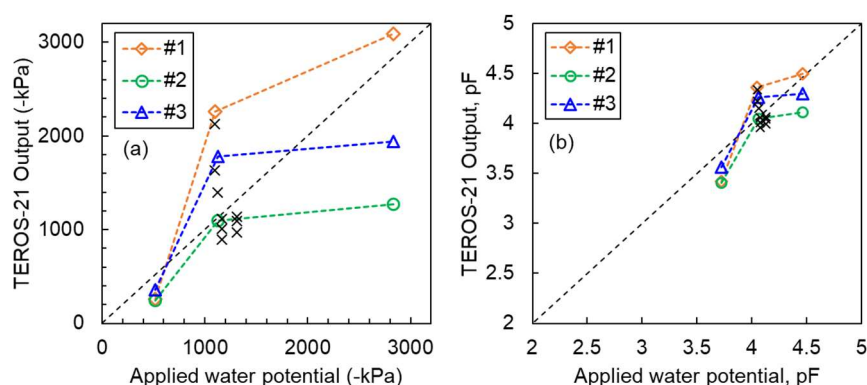 #1
#2
#3
(a)
TEROS-21 Output (-kPa)
3000
2000
1000
0
0 1000 2000 3000
Applied water potential (-kPa)
#1
#2
#3
(b)
TEROS-21 Output, pF
5
4.5
4
3.5
3
2.5
2
2 2.5 3 3.5 4 4.5 5
Applied water potential, pF